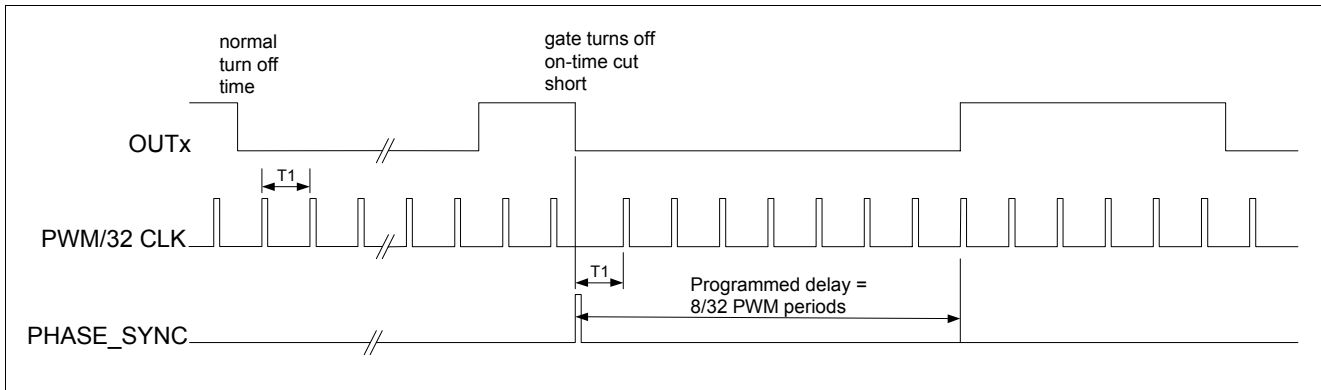 normal
turn off
time
gate turns off
on-time cut
short
OUTx
T1
PWM/32 CLK
T1
Programmed delay =
8/32 PWM periods
PHASE_SYNC